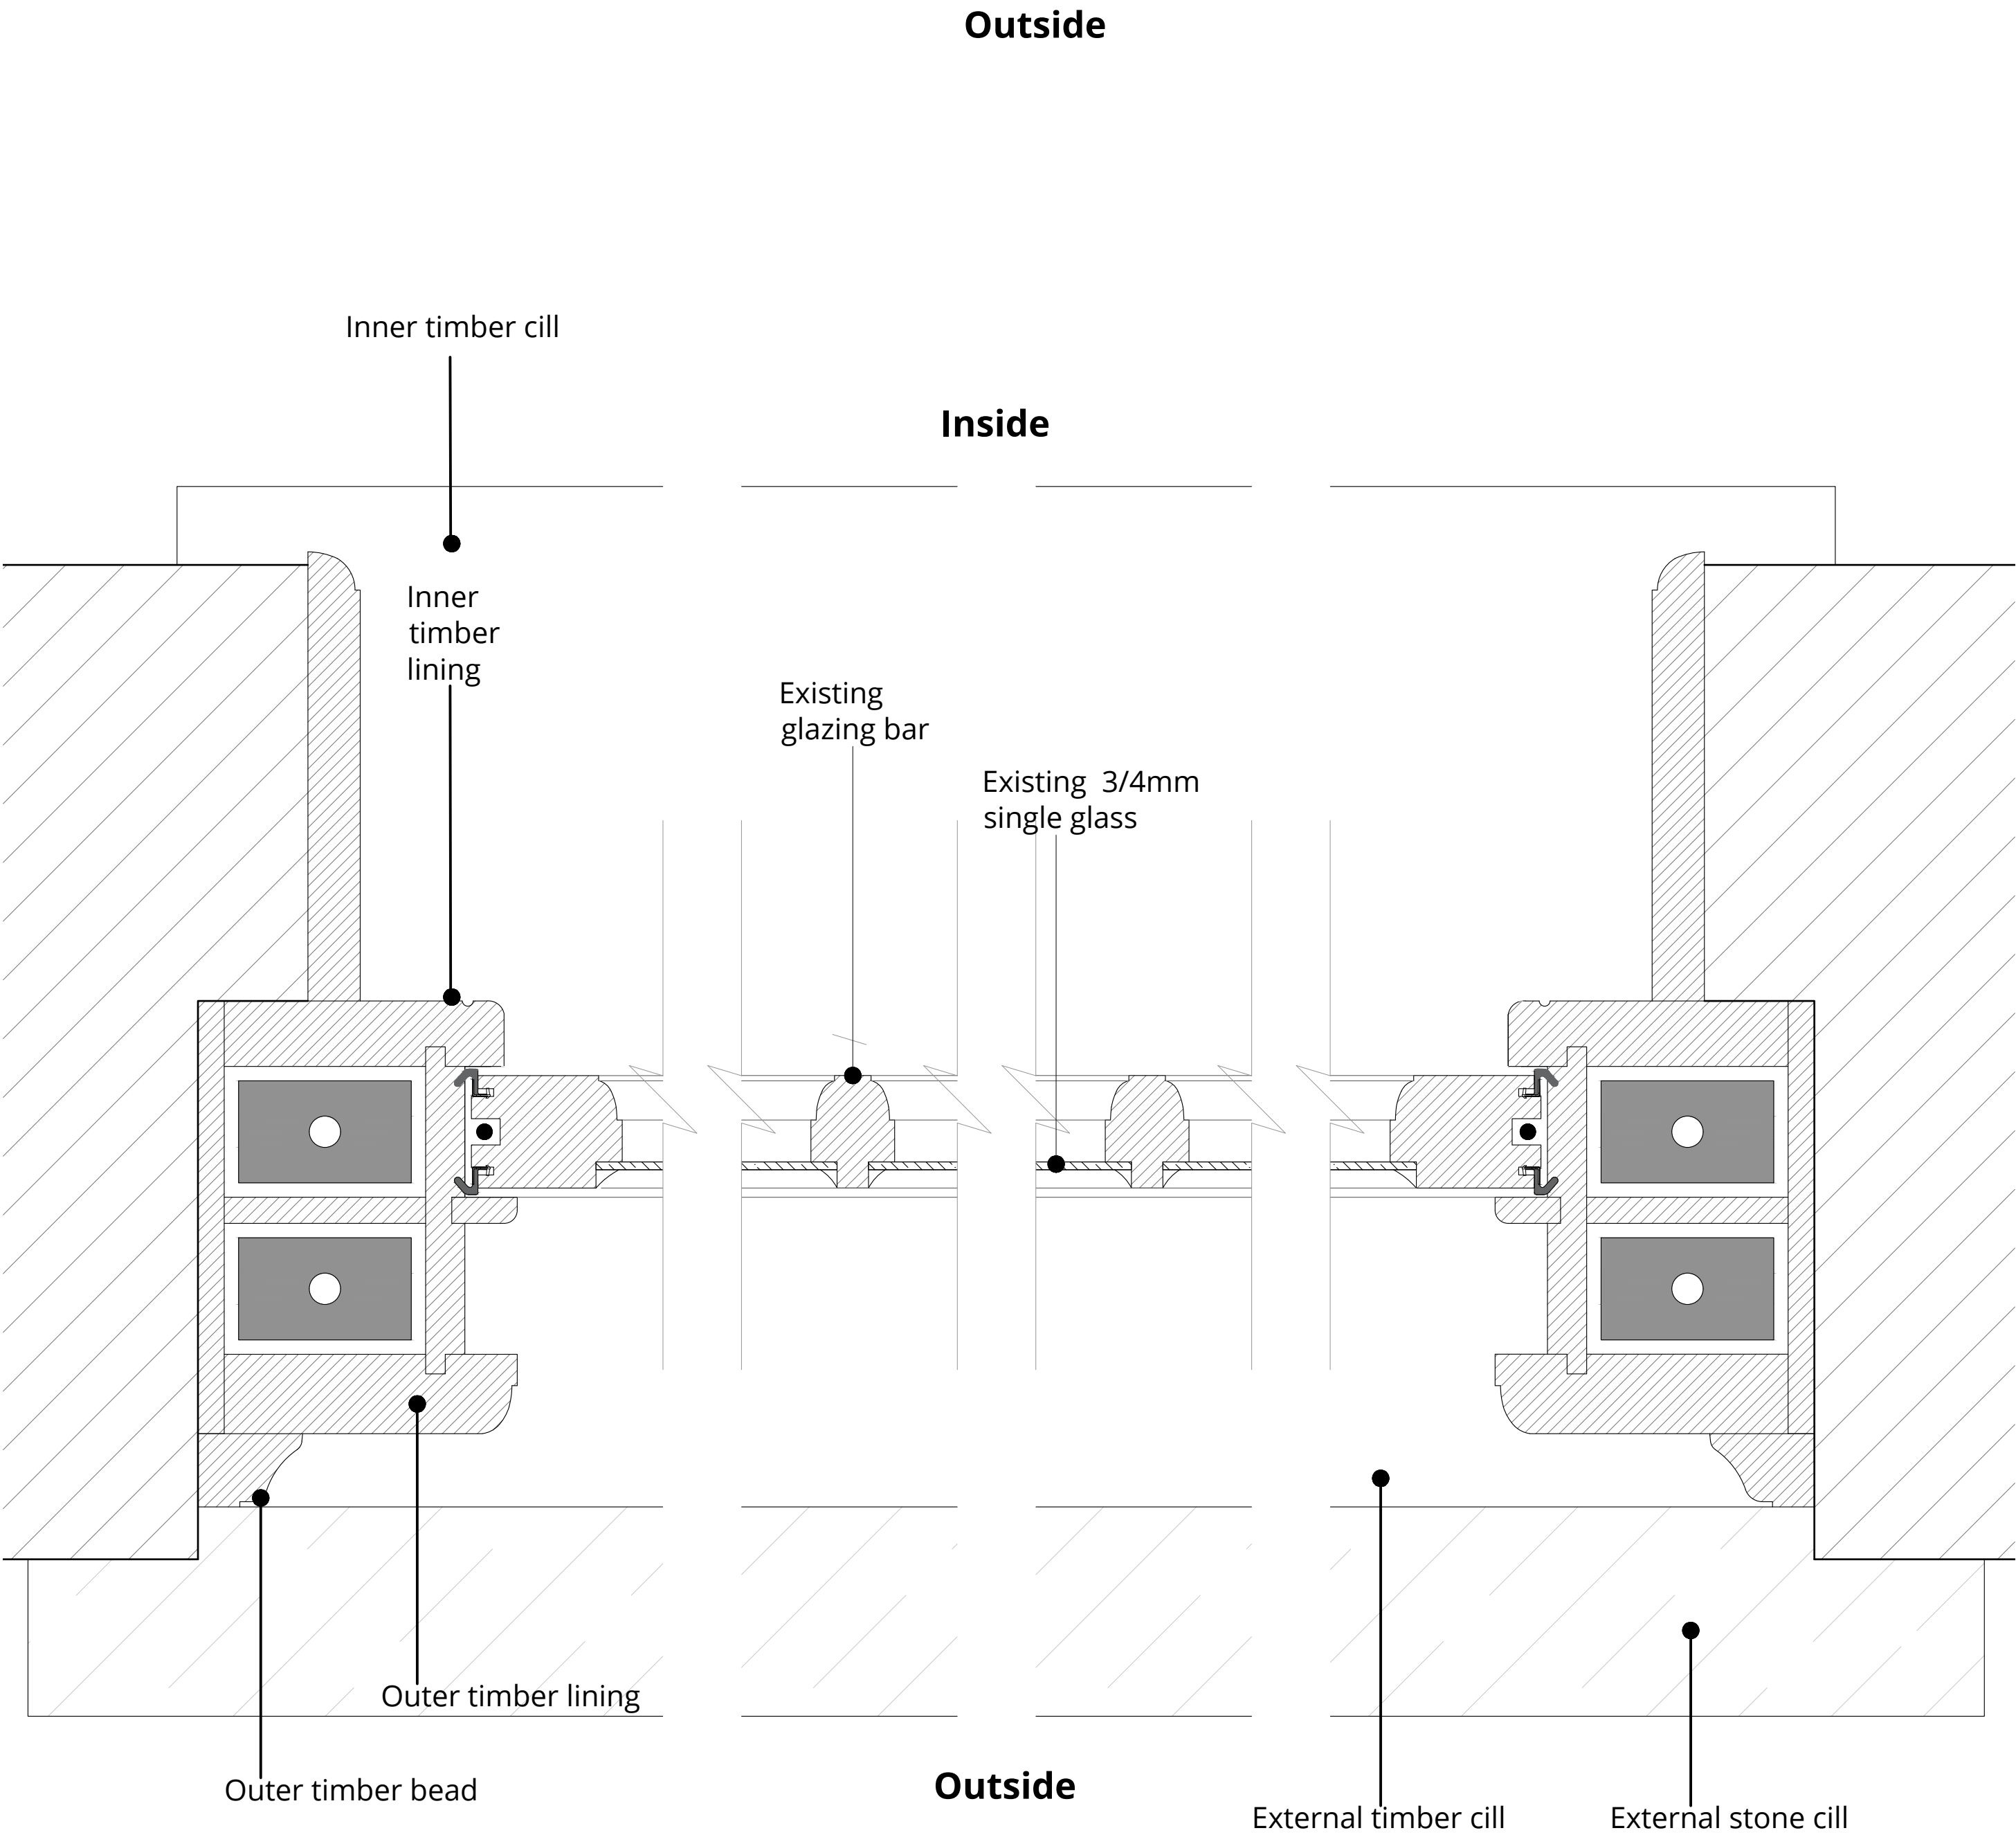 Outside
Inner timber cill
Inside
Inner
timber
lining
Existing
glazing bar
Existing  3/4mm
single glass
Outer timber lining
Outer timber bead
Outside
External timber cill
External stone cill